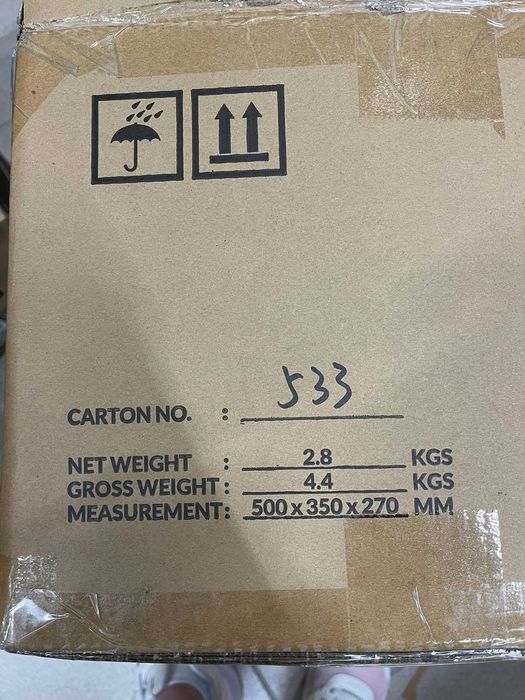 CARTON NO. : 533
NET WEIGHT : 2.8 KGS
GROSS WEIGHT : 4.4 KGS
MEASUREMENT : 500 x 350 x 270 MM